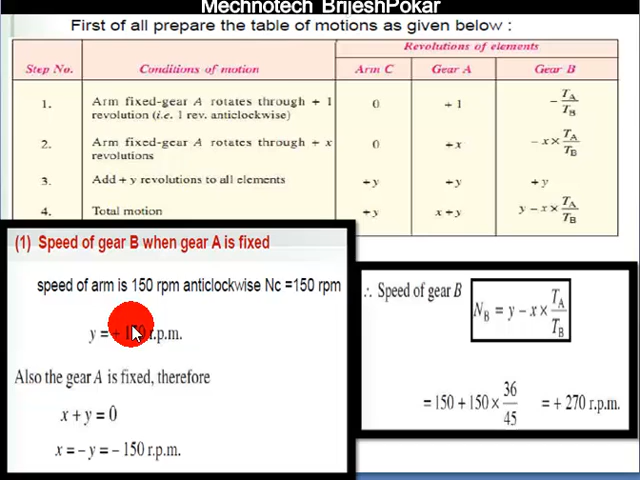 Mechnotech BrijeshPokar
First of all prepare the table of motions as given below :
Revolutions of elements
Step No. Conditions of motion Arm C Gear A Gear B
1. Arm fixed-gear A rotates through + 1 revolution (i.e. 1 rev. anticlockwise) 0 + 1 – T_A / T_B
2. Arm fixed-gear A rotates through + x revolutions 0 + x – x × T_A / T_B
3. Add + y revolutions to all elements + y + y + y
4. Total motion + y x + y y – x × T_A / T_B
(1) Speed of gear B when gear A is fixed
speed of arm is 150 rpm anticlockwise Nc =150 rpm
y = + 150 r.p.m.
Also the gear A is fixed, therefore
x + y = 0
x = – y = – 150 r.p.m.
∴ Speed of gear B
N_B = y – x × T_A / T_B
= 150 + 150 × 36 / 45 = + 270 r.p.m.